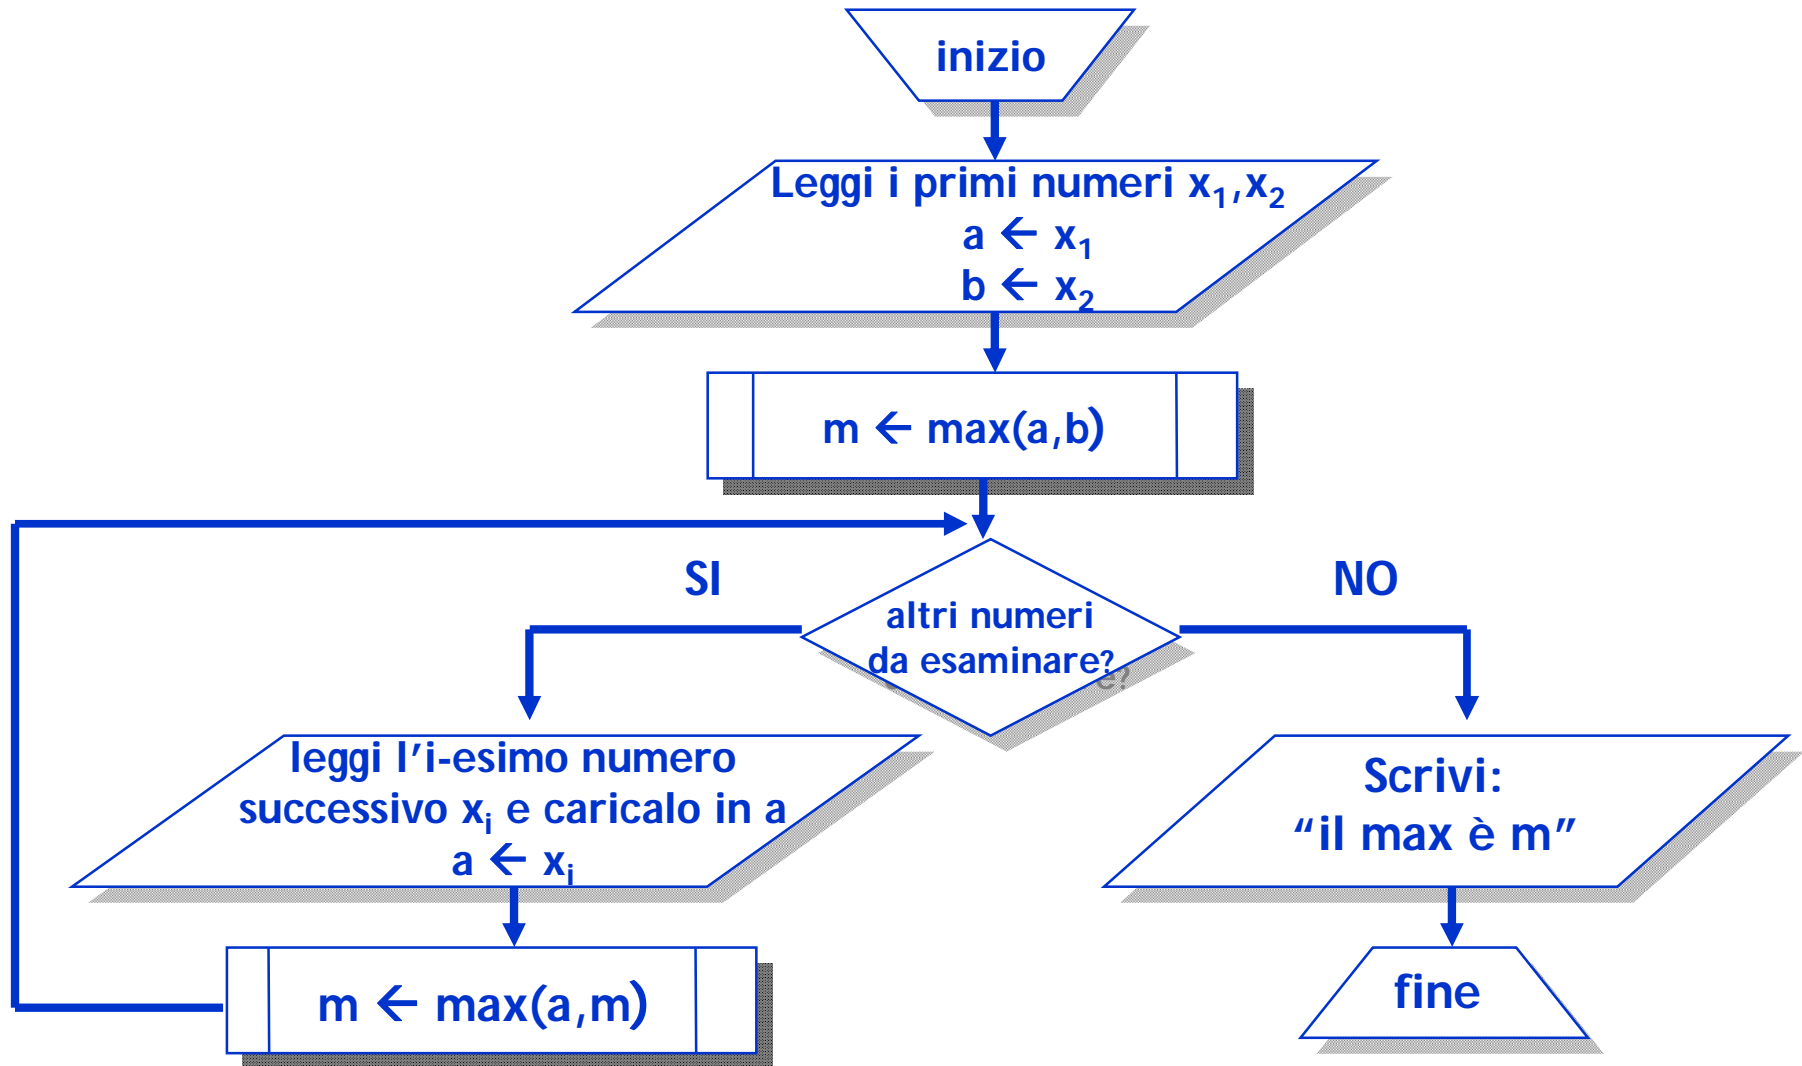 inizio
Leggi i primi numeri x₁,x₂
a ← x₁
b ← x₂
m ← max(a,b)
SI
NO
altri numeri
da esaminare?
leggi l’i-esimo numero
successivo xᵢ e caricalo in a
a ← xᵢ
Scrivi:
“il max è m”
m ← max(a,m)
fine